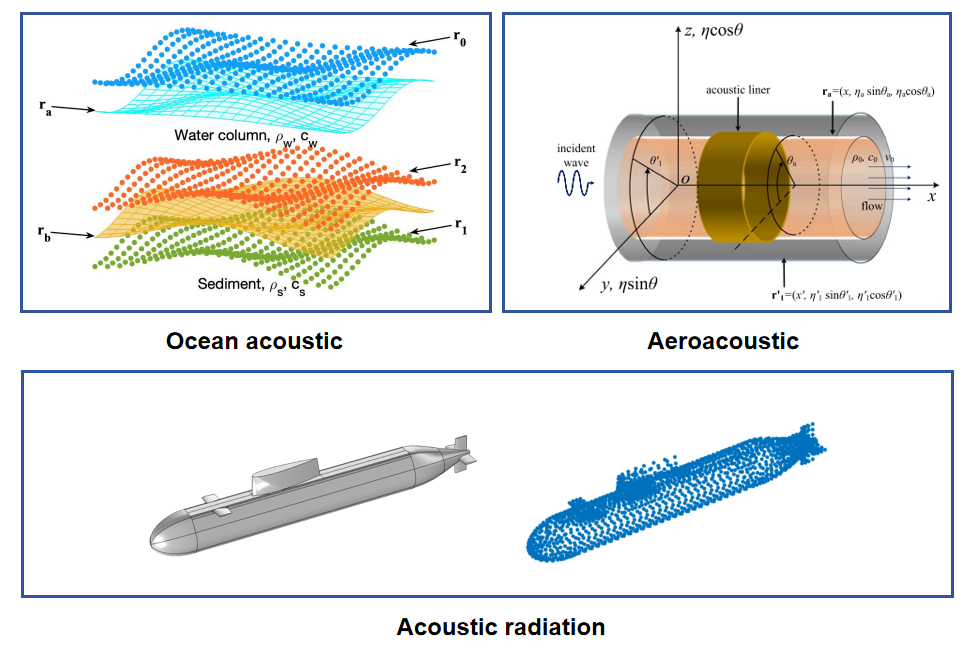 r0
ra
Water column, ρw, cw
r2
rb
r1
Sediment, ρs, cs
Ocean acoustic
z, ηcosθ
acoustic liner
ra=(x, ηa sinθa, ηacosθa)
incident
wave
θ'1
o
θa
ρ0, c0 v0
x
flow
y, ηsinθ
r'1=(x', η'1 sinθ'1, η'1cosθ'1)
Aeroacoustic
Acoustic radiation